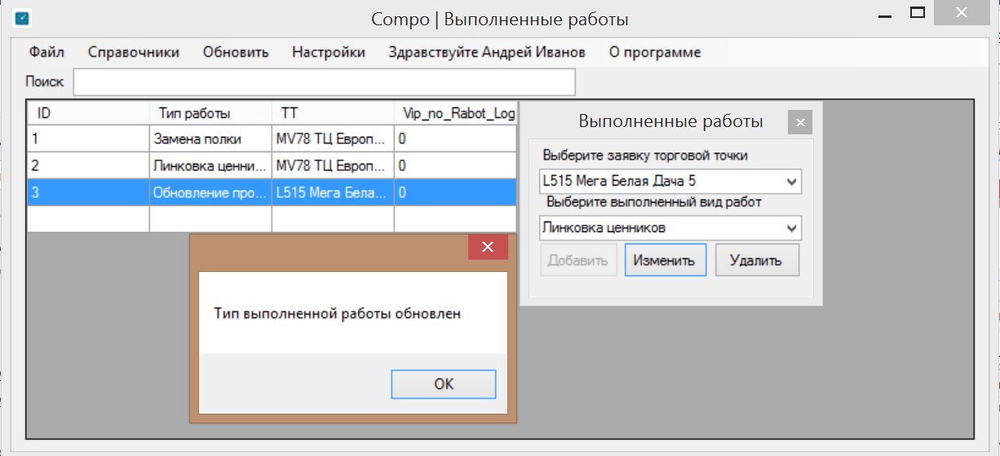 Compo | Выполненные работы
Файл Справочники Обновить Настройки Здравствуйте Андрей Иванов О программе
Поиск
ID Тип работы ТТ Vip_no_Rabot_Log
1 Замена полки MV78 ТЦ Европ... 0
2 Линковка ценни... MV78 ТЦ Европ... 0
3 Обновление про... L515 Мега Бела... 0
Выполненные работы
Выберите заявку торговой точки
L515 Мега Белая Дача 5
Выберите выполненный вид работ
Линковка ценников
Добавить Изменить Удалить
Тип выполненной работы обновлен
OK